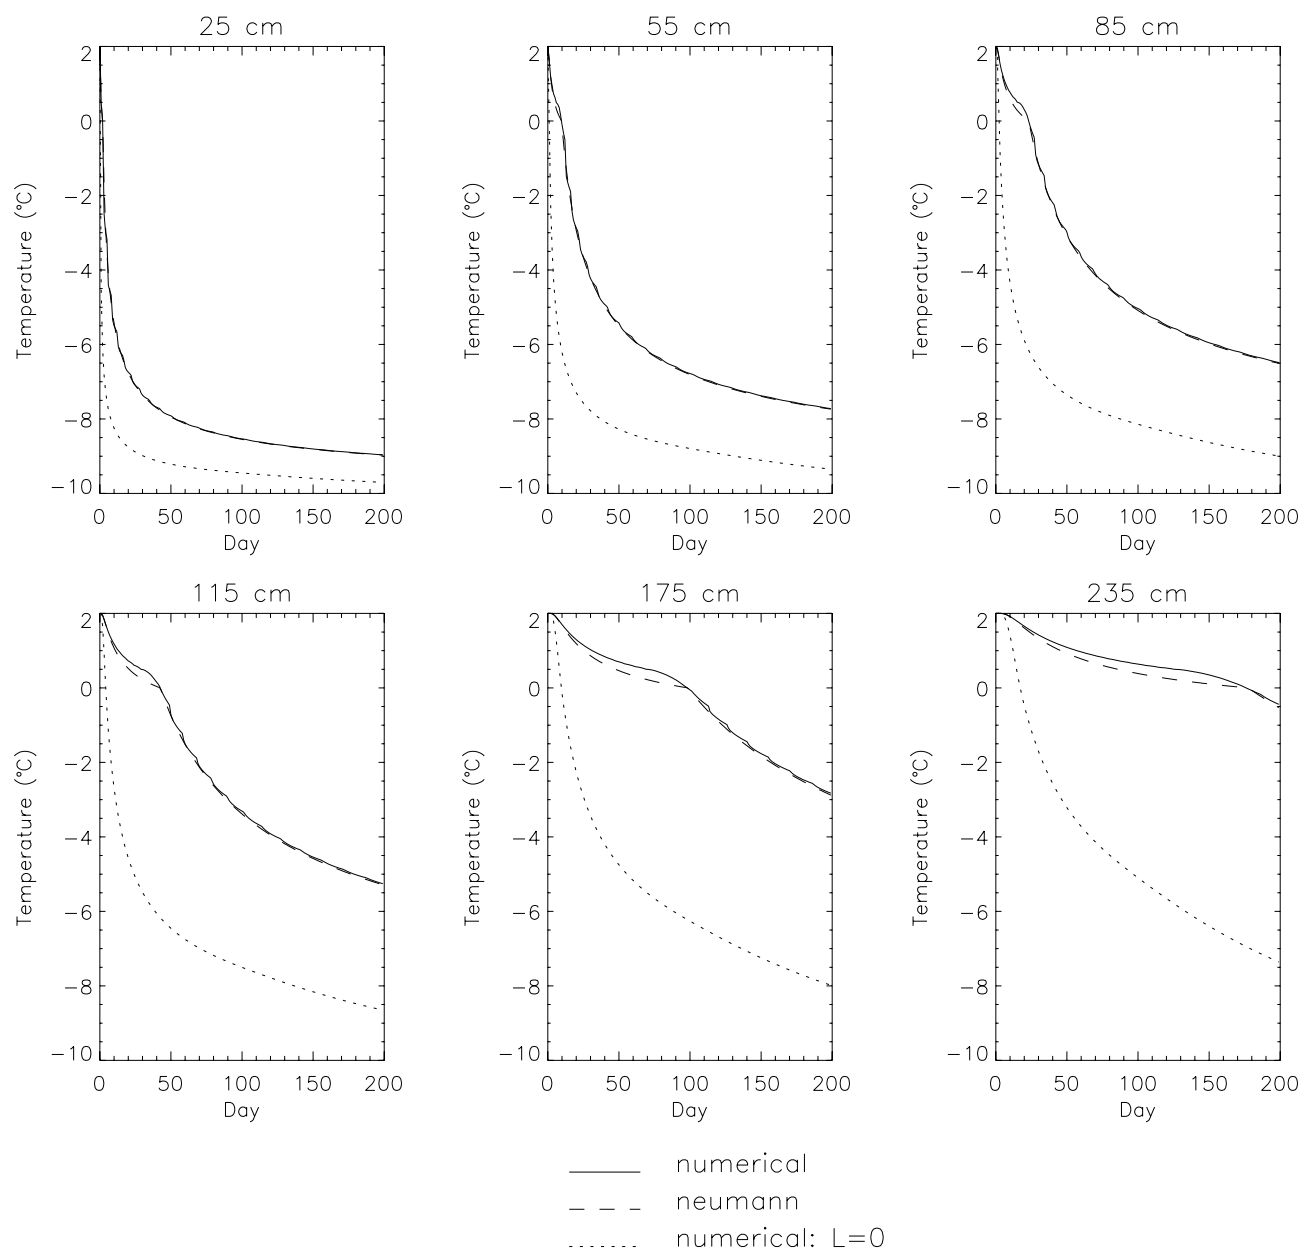 25 cm 55 cm 85 cm
2 2 2
0 0 0
−2 −2 −2
−4 −4 −4
−6 −6 −6
−8 −8 −8
−10 −10 −10
Temperature (°C) Temperature (°C) Temperature (°C)
0 50 100 150 200 0 50 100 150 200 0 50 100 150 200
Day Day Day
115 cm 175 cm 235 cm
2 2 2
0 0 0
−2 −2 −2
−4 −4 −4
−6 −6 −6
−8 −8 −8
−10 −10 −10
Temperature (°C) Temperature (°C) Temperature (°C)
0 50 100 150 200 0 50 100 150 200 0 50 100 150 200
Day Day Day
numerical
neumann
numerical: L=0